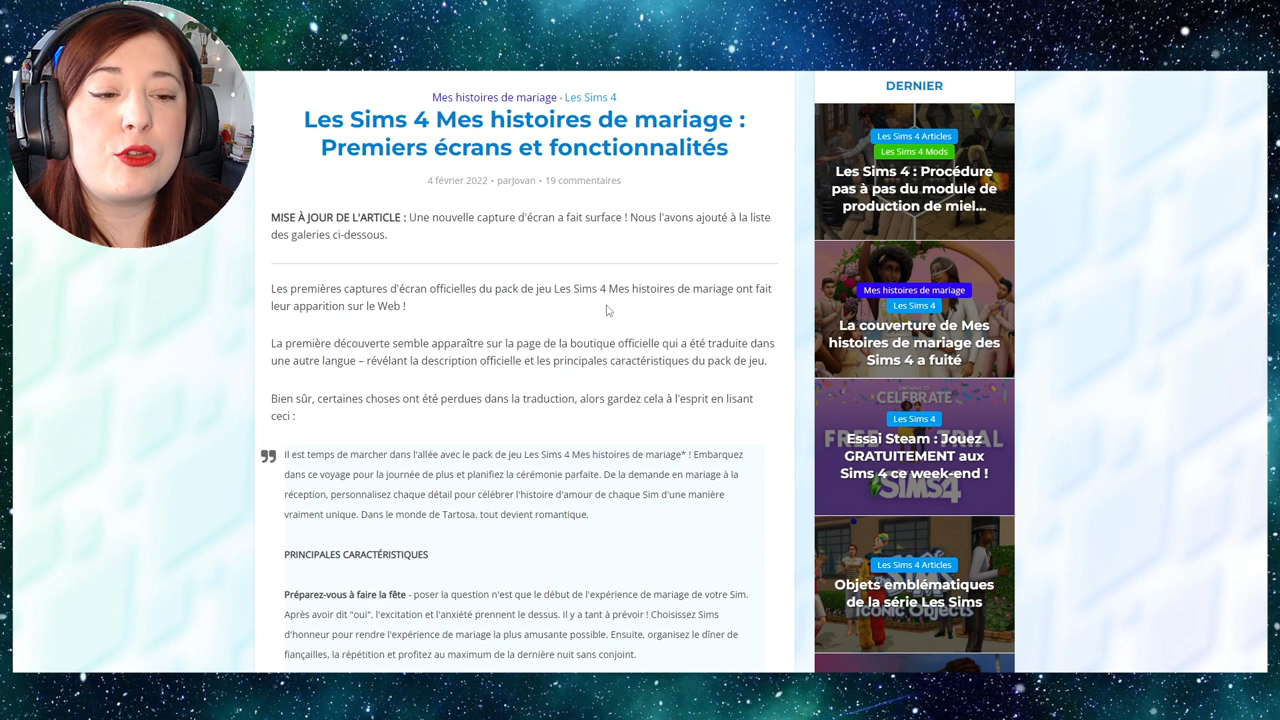 Mes histoires de mariage • Les Sims 4
Les Sims 4 Mes histoires de mariage :
Premiers écrans et fonctionnalités
4 février 2022 • parJovan • 19 commentaires
MISE À JOUR DE L'ARTICLE : Une nouvelle capture d'écran a fait surface ! Nous l'avons ajouté à la liste
des galeries ci-dessous.
Les premières captures d'écran officielles du pack de jeu Les Sims 4 Mes histoires de mariage ont fait
leur apparition sur le Web !
La première découverte semble apparaître sur la page de la boutique officielle qui a été traduite dans
une autre langue – révélant la description officielle et les principales caractéristiques du pack de jeu.
Bien sûr, certaines choses ont été perdues dans la traduction, alors gardez cela à l'esprit en lisant
ceci :
Il est temps de marcher dans l'allée avec le pack de jeu Les Sims 4 Mes histoires de mariage* ! Embarquez
dans ce voyage pour la journée de plus et planifiez la cérémonie parfaite. De la demande en mariage à la
réception, personnalisez chaque détail pour célébrer l'histoire d'amour de chaque Sim d'une manière
vraiment unique. Dans le monde de Tartosa, tout devient romantique.
PRINCIPALES CARACTÉRISTIQUES
Préparez-vous à faire la fête - poser la question n'est que le début de l'expérience de mariage de votre Sim.
Après avoir dit "oui", l'excitation et l'anxiété prennent le dessus. Il y a tant à prévoir ! Choisissez Sims
d'honneur pour rendre l'expérience de mariage la plus amusante possible. Ensuite, organisez le dîner de
fiançailles, la répétition et profitez au maximum de la dernière nuit sans conjoint.
DERNIER
Les Sims 4 Articles
Les Sims 4 Mods
Les Sims 4 : Procédure
pas à pas du module de
production de miel...
Mes histoires de mariage
Les Sims 4
La couverture de Mes
histoires de mariage des
Sims 4 a fuité
CELEBRATE
Les Sims 4
FREE TRIAL
Essai Steam : Jouez
GRATUITEMENT aux
Sims 4 ce week-end !
SIMS4
Les Sims 4 Articles
Objets emblématiques
de la série Les Sims
ICONIC OBJECTS